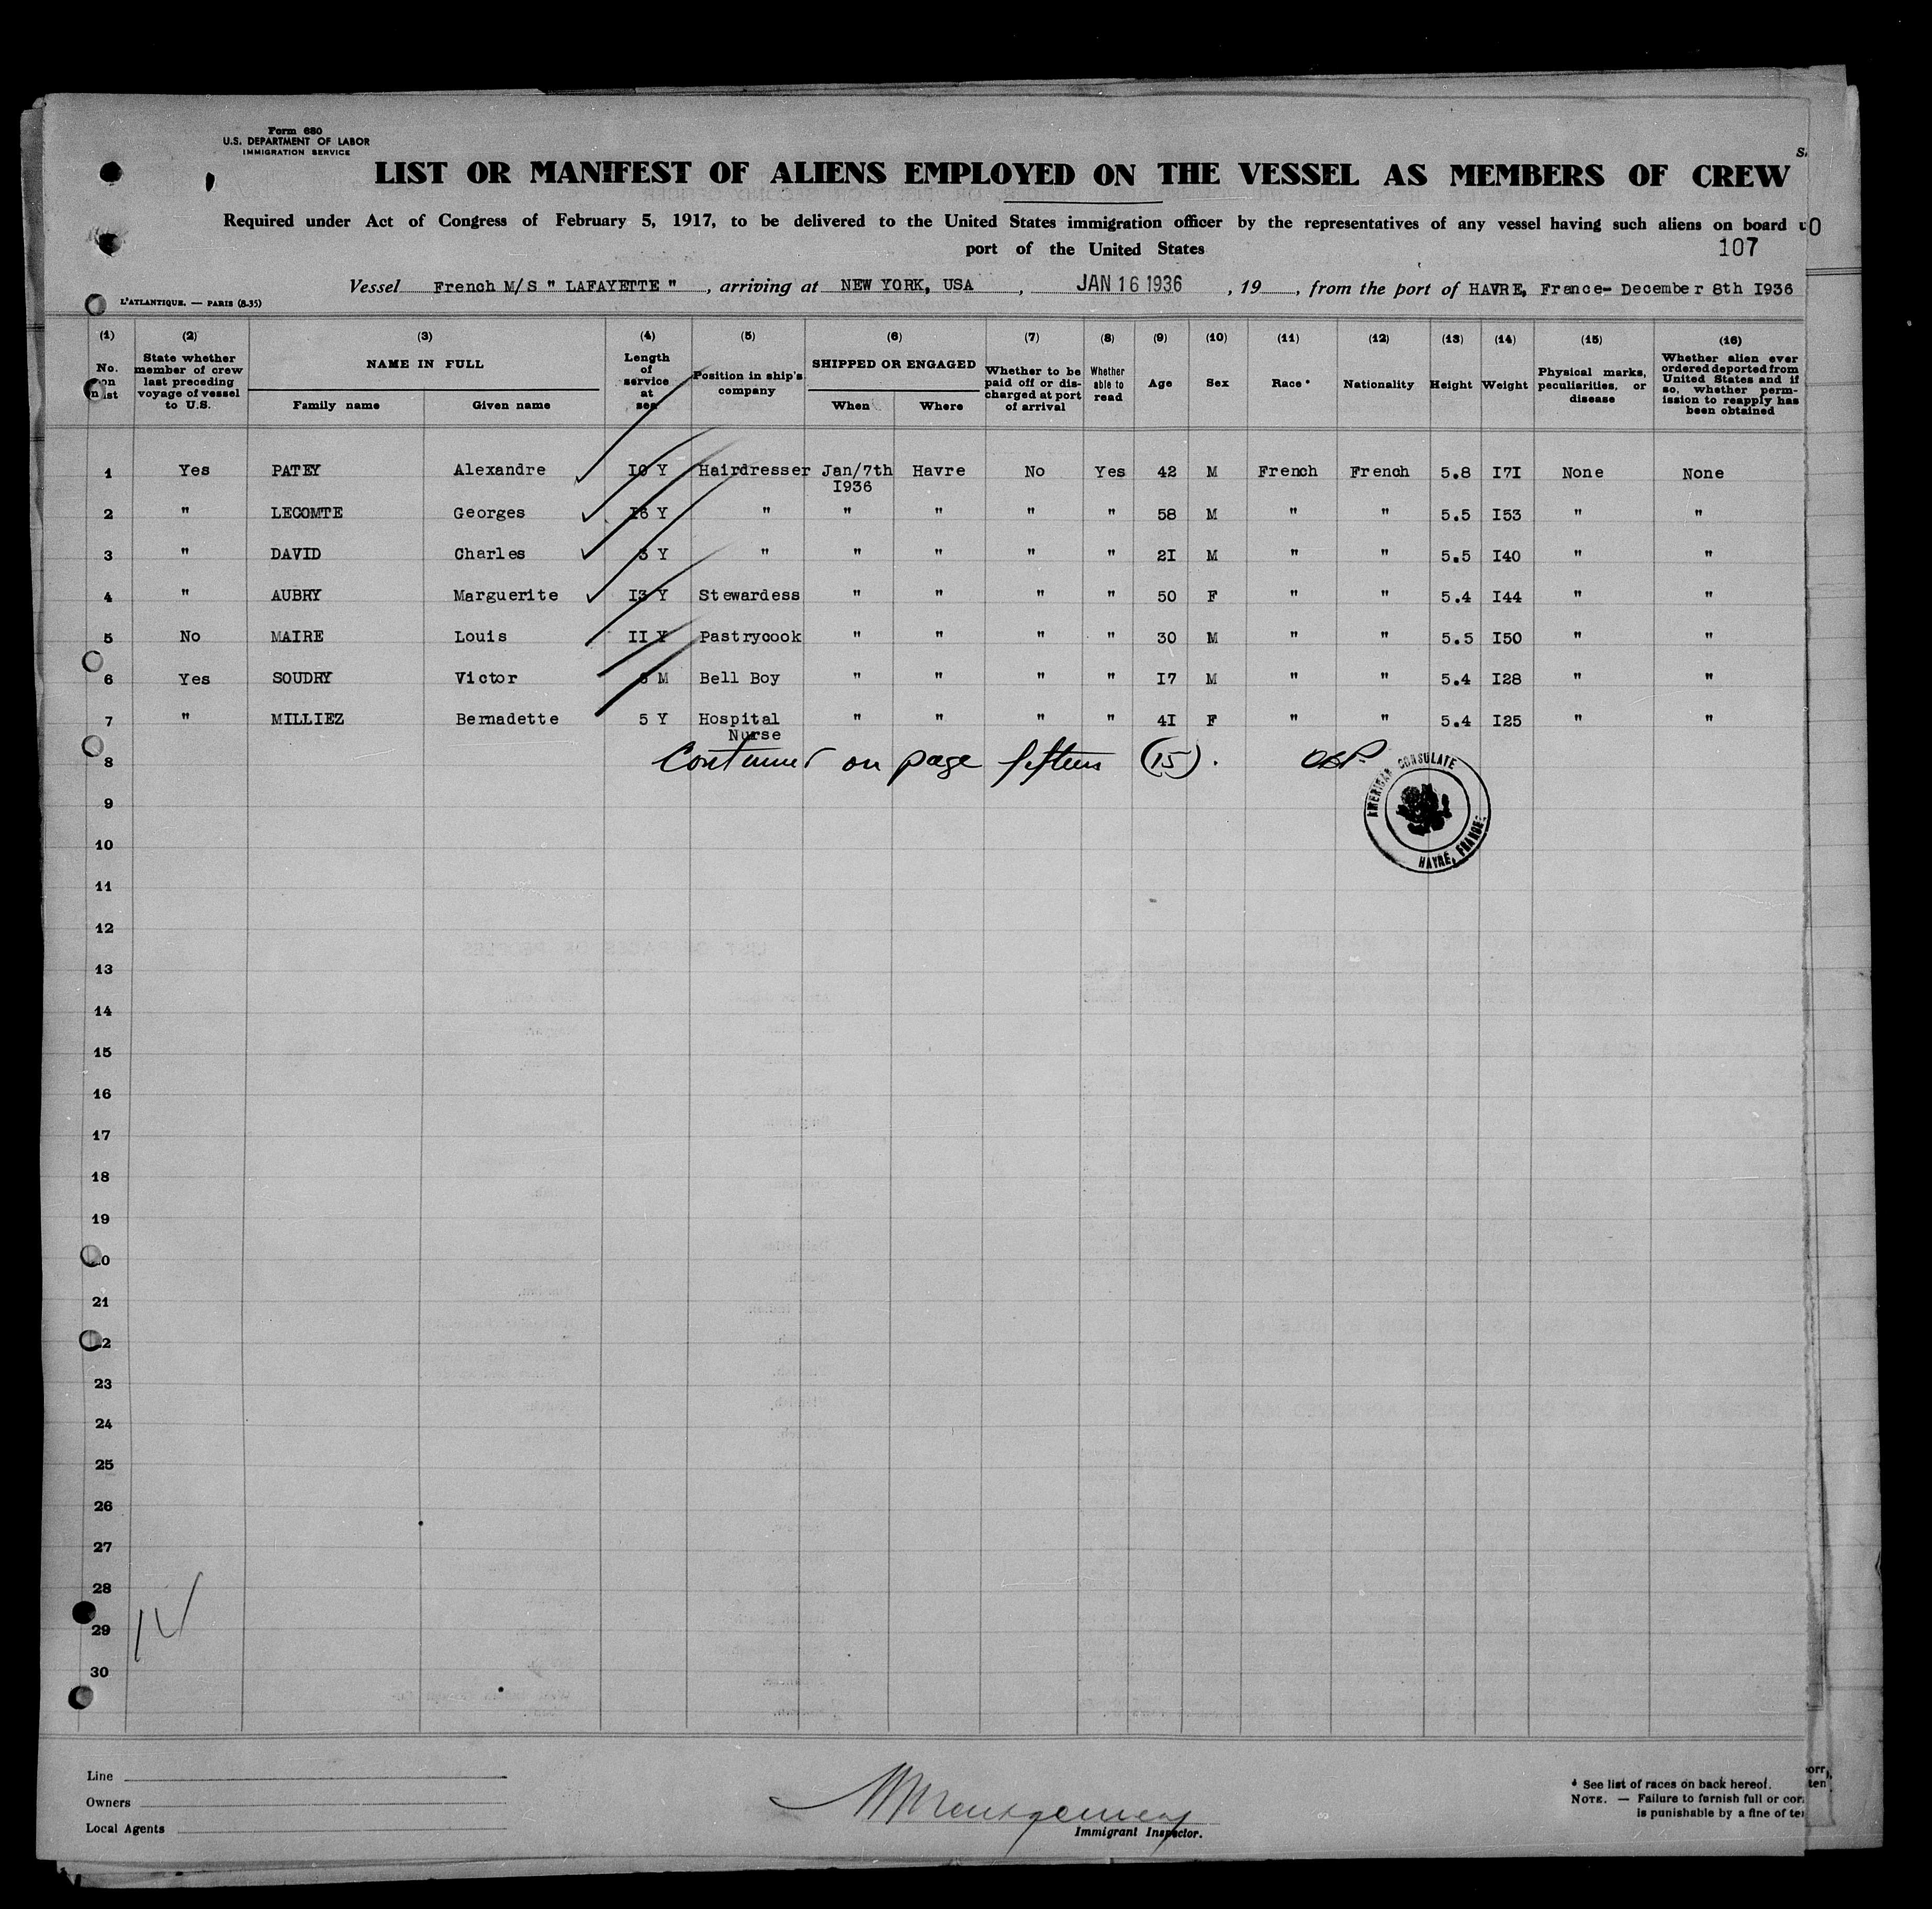 Form 680
U.S. DEPARTMENT OF LABOR
IMMIGRATION SERVICE
LIST OR MANIFEST OF ALIENS EMPLOYED ON THE VESSEL AS MEMBERS OF CREW
Required under Act of Congress of February 5, 1917, to be delivered to the United States immigration officer by the representatives of any vessel having such aliens on board
port of the United States
107
Vessel French M/S " LAFAYETTE ", arriving at NEW YORK, USA, JAN 16 1936, 19, from the port of HAVRE, France- December 8th I936
L'ATLANTIQUE. — PARIS (8-35)
(1) (2) (3) (4) (5) (6) (7) (8) (9) (10) (11) (12) (13) (14) (15) (16)
No. on list
State whether member of crew last preceding voyage of vessel to U.S.
NAME IN FULL
Family name Given name
Length of service at sea
Position in ship's company
SHIPPED OR ENGAGED
When Where
Whether to be paid off or discharged at port of arrival
Whether able to read
Age
Sex
Race *
Nationality
Height
Weight
Physical marks, peculiarities, or disease
Whether alien ever ordered deported from United States and if so, whether permission to reapply has been obtained
1 Yes PATEY Alexandre I0 Y Hairdresser Jan/7th I936 Havre No Yes 42 M French French 5.8 I7I None None
2 " LECOMTE Georges I6 Y " " " " " 58 M " " 5.5 I53 " "
3 " DAVID Charles 3 Y " " " " " 2I M " " 5.5 I40 " "
4 " AUBRY Marguerite I3 Y Stewardess " " " " 50 F " " 5.4 I44 " "
5 No MAIRE Louis II Y Pastrycook " " " " 30 M " " 5.5 I50 " "
6 Yes SOUDRY Victor M Bell Boy " " " " I7 M " " 5.4 I28 " "
7 " MILLIEZ Bernadette 5 Y Hospital Nurse " " " " 4I F " " 5.4 I25 " "
Continued on page fifteen (15).
AMERICAN CONSULATE
HAVRE, FRANCE.
8
9
10
11
12
13
14
15
16
17
18
19
20
21
22
23
24
25
26
27
28
29
30
Line
Owners
Local Agents
Montgomery
Immigrant Inspector.
* See list of races on back hereof.
NOTE. — Failure to furnish full or
is punishable by a fine of